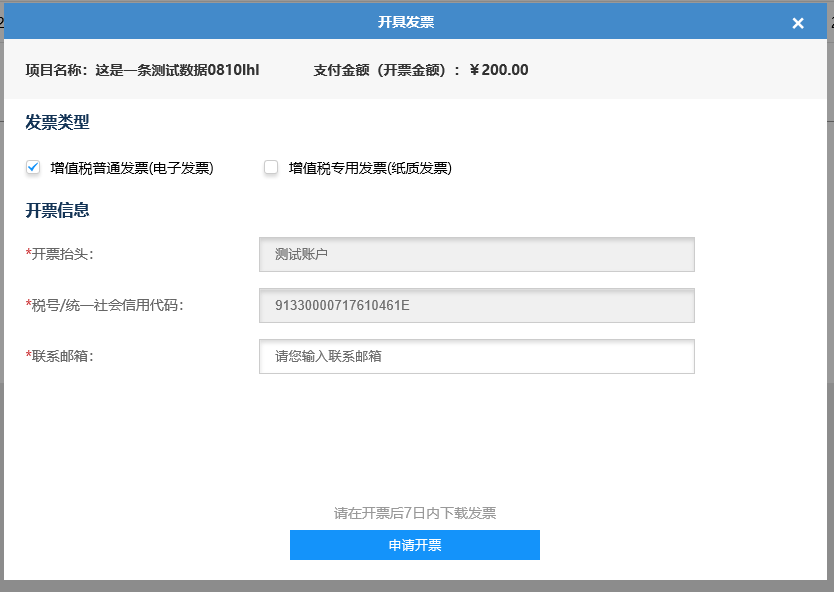 开具发票
项目名称：这是一条测试数据0810lhl 支付金额（开票金额）：￥200.00
发票类型
增值税普通发票(电子发票) 增值税专用发票(纸质发票)
开票信息
*开票抬头： 测试账户
*税号/统一社会信用代码： 91330000717610461E
*联系邮箱： 请您输入联系邮箱
请在开票后7日内下载发票
申请开票